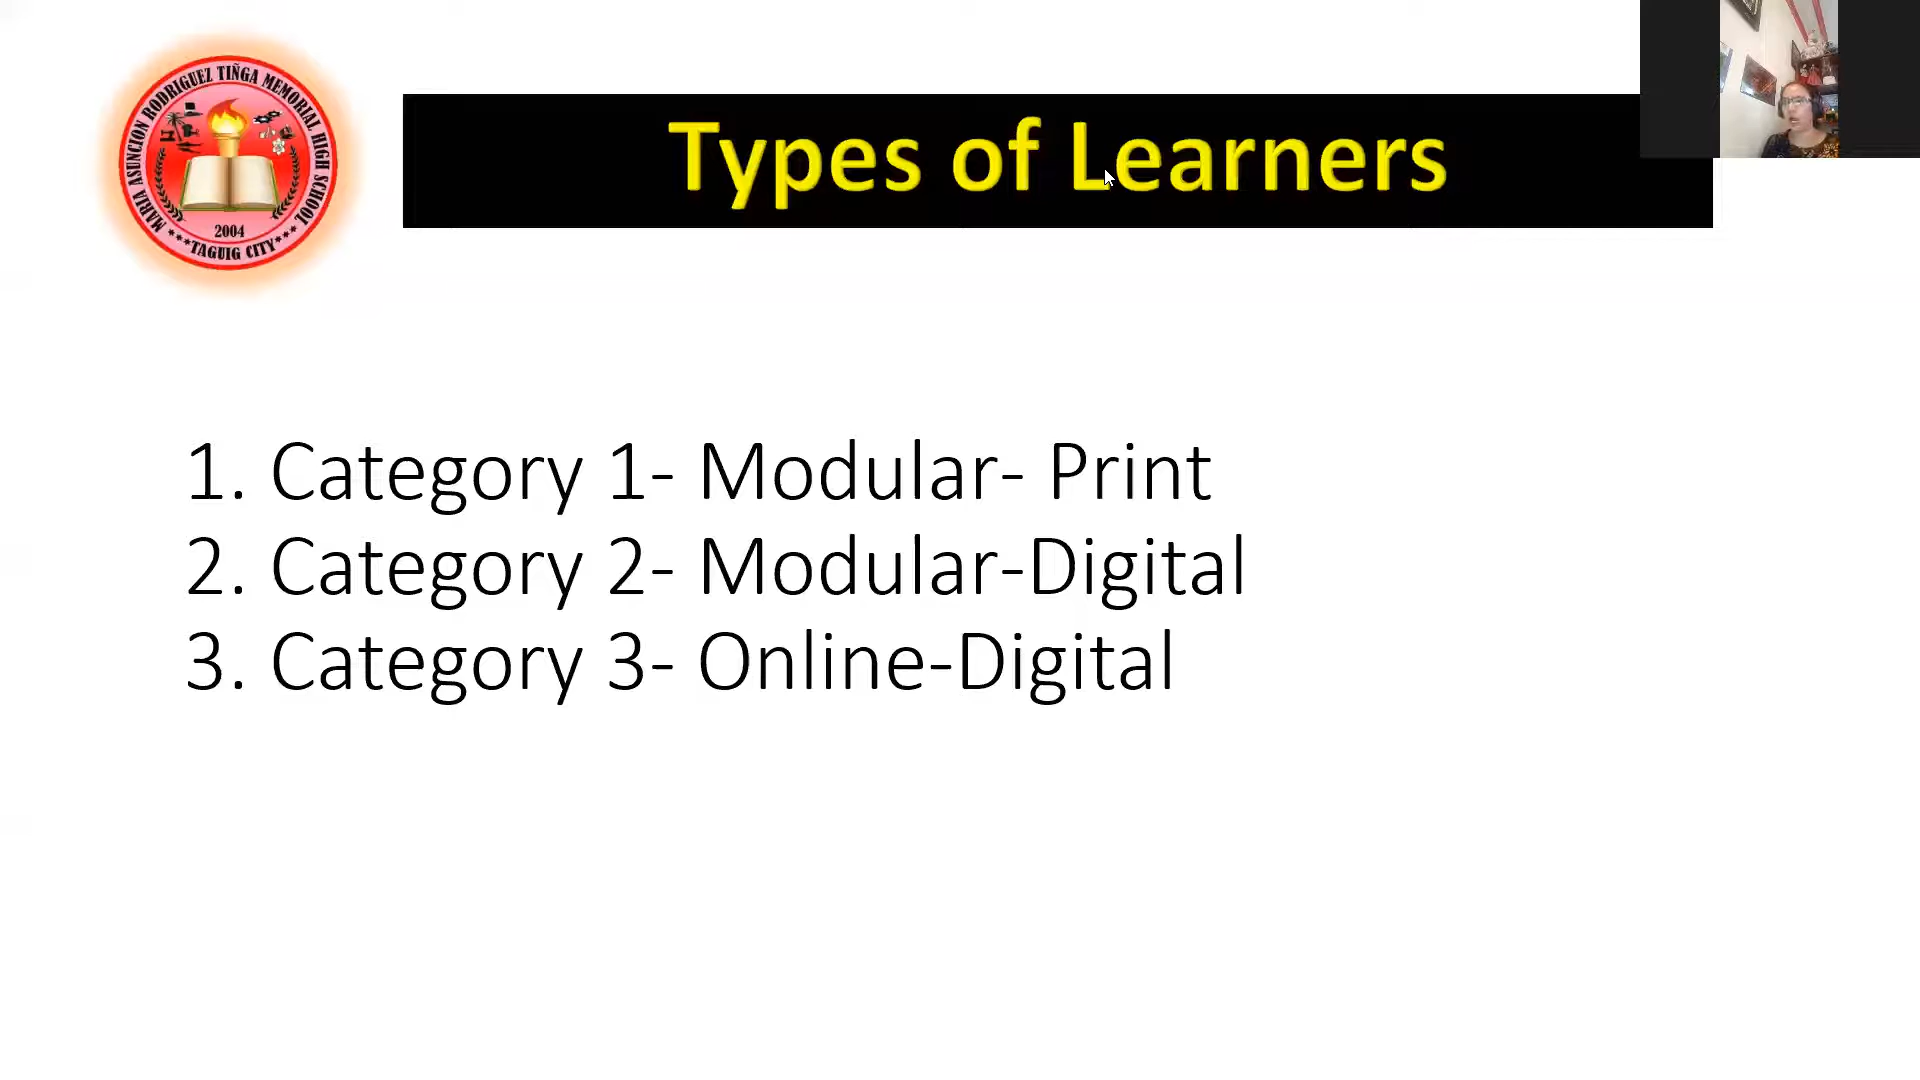 MARIA ASUNCION RODRIGUEZ TIÑGA MEMORIAL HIGH SCHOOL
2004
***TAGUIG CITY***
Types of Learners
1. Category 1- Modular- Print
2. Category 2- Modular-Digital
3. Category 3- Online-Digital